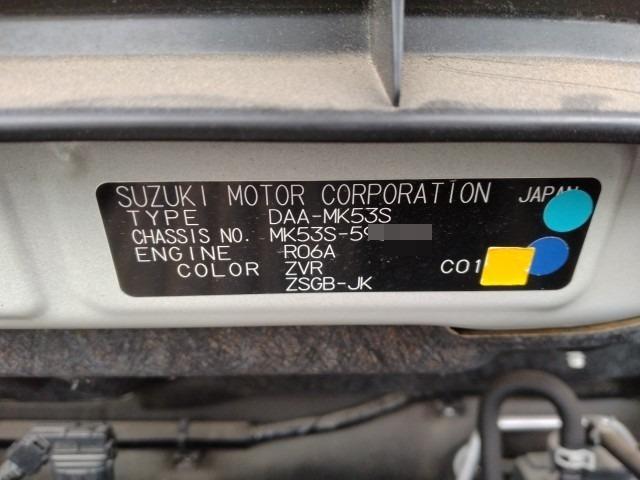 SUZUKI MOTOR CORPORATION JAPAN
TYPE DAA-MK53S
CHASSIS NO. MK53S-59
ENGINE R06A
COLOR ZVR C01
ZSGB-JK